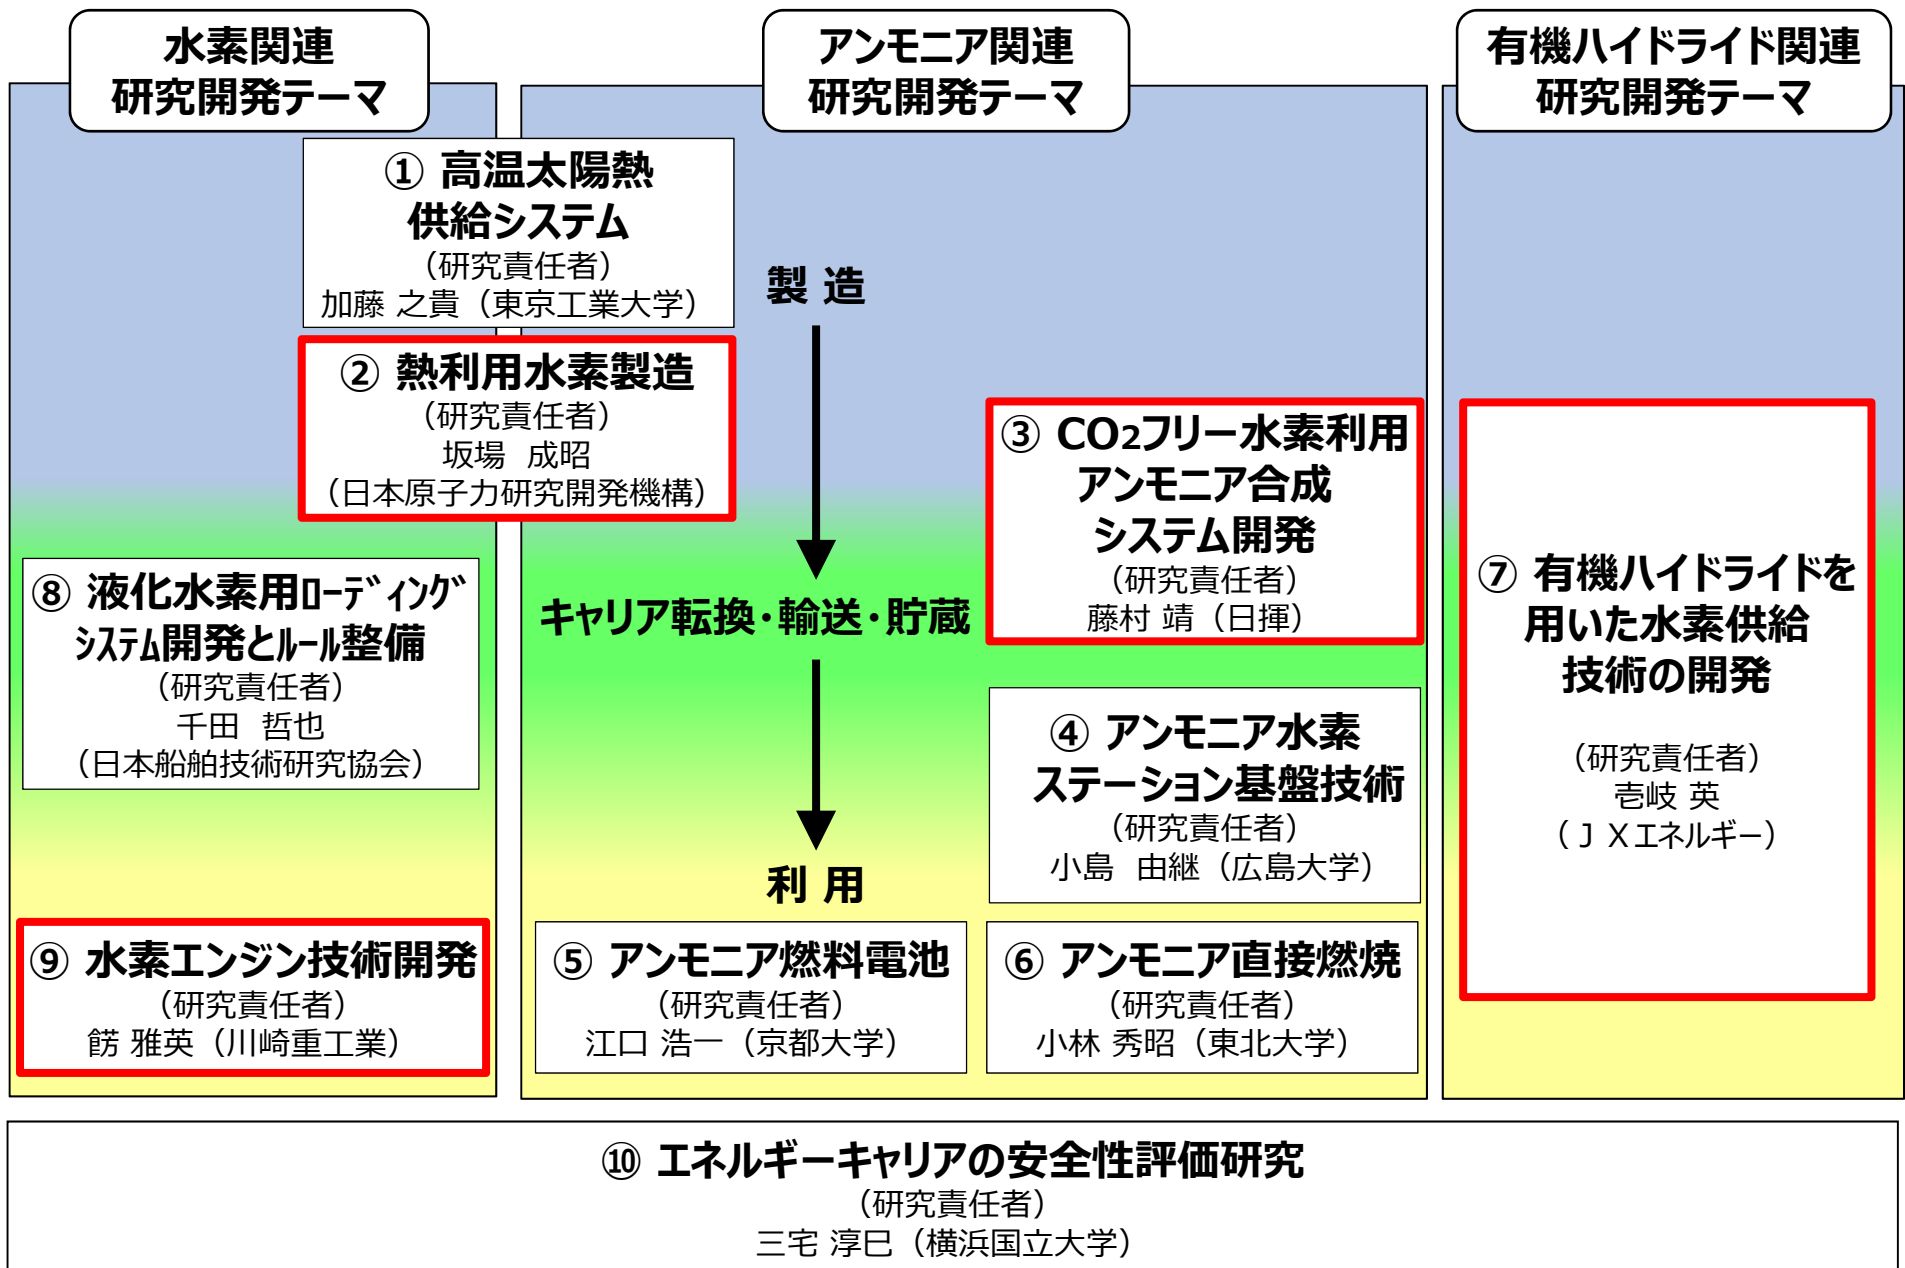 水素関連
研究開発テーマ
アンモニア関連
研究開発テーマ
有機ハイドライド関連
研究開発テーマ
① 高温太陽熱
供給システム
（研究責任者）
加藤 之貴（東京工業大学）
製 造
② 熱利用水素製造
（研究責任者）
坂場 成昭
（日本原子力研究開発機構）
③ CO2フリー水素利用
アンモニア合成
システム開発
（研究責任者）
藤村 靖（日揮）
⑧ 液化水素用ﾛｰﾃﾞｨﾝｸﾞ
ｼｽﾃﾑ開発とﾙｰﾙ整備
（研究責任者）
千田 哲也
（日本船舶技術研究協会）
キャリア転換・輸送・貯蔵
④ アンモニア水素
ステーション基盤技術
（研究責任者）
小島 由継（広島大学）
⑦ 有機ハイドライドを
用いた水素供給
技術の開発
（研究責任者）
壱岐 英
（ＪＸエネルギー）
利 用
⑨ 水素エンジン技術開発
（研究責任者）
餝 雅英（川崎重工業）
⑤ アンモニア燃料電池
（研究責任者）
江口 浩一（京都大学）
⑥ アンモニア直接燃焼
（研究責任者）
小林 秀昭（東北大学）
⑩ エネルギーキャリアの安全性評価研究
（研究責任者）
三宅 淳巳（横浜国立大学）